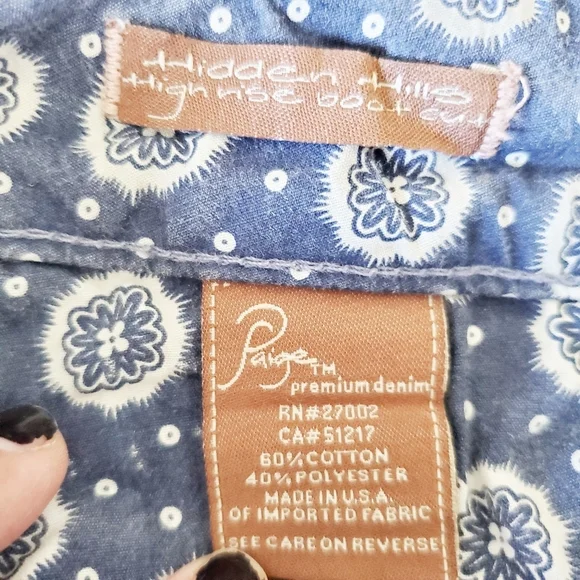 Hidden Hills
High rise boot cut
Paige TM
premium denim
RN#27002
CA#51217
60%COTTON
40%POLYESTER
MADE IN U.S.A.
OF IMPORTED FABRIC
SEE CARE ON REVERSE